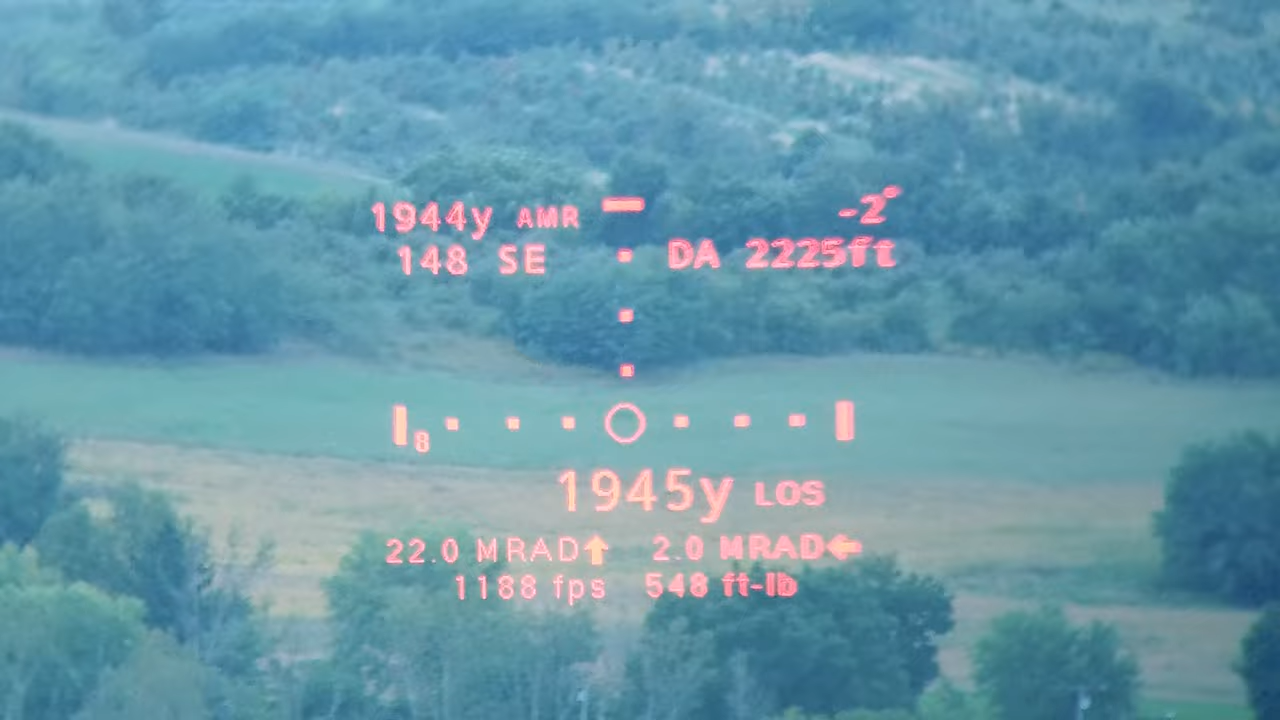 1944y AMR -2°
148 SE DA 2225ft
B
1945y LOS
22.0 MRAD↑ 2.0 MRAD←
1188 fps 548 ft-lb